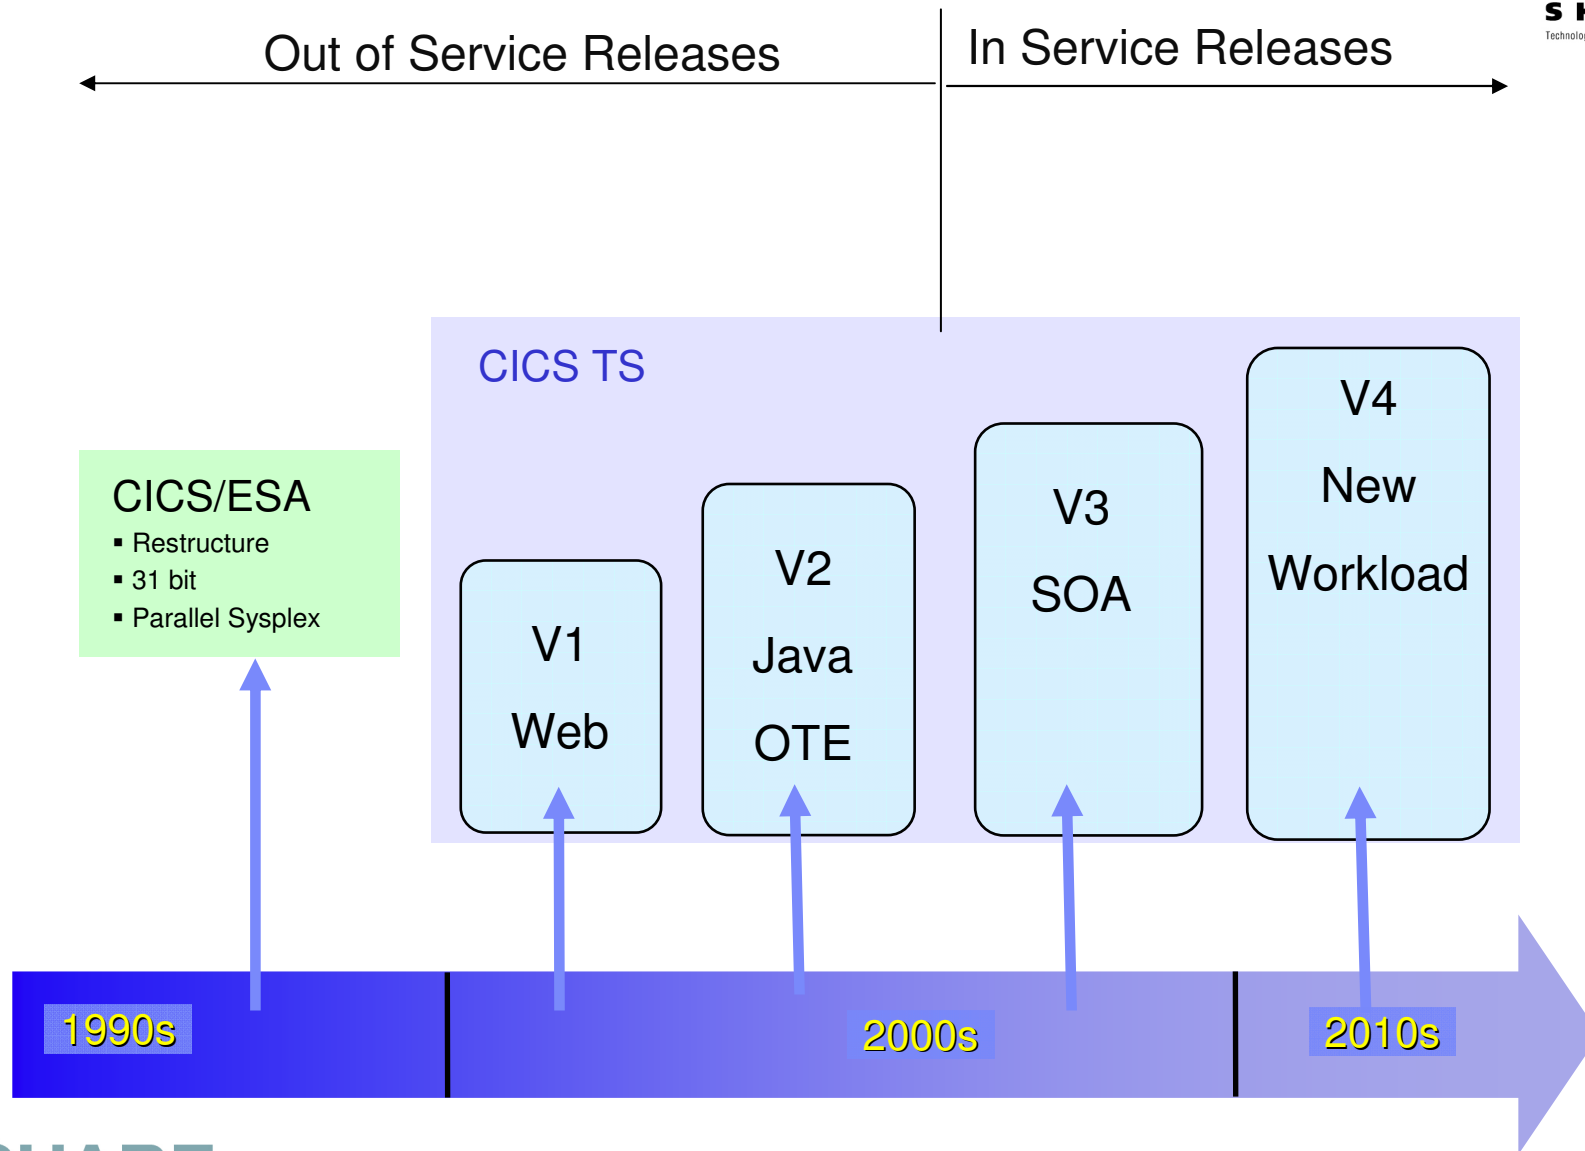 Out of Service Releases
In Service Releases
CICS TS
CICS/ESA
▪ Restructure
▪ 31 bit
▪ Parallel Sysplex
V1
Web
V2
Java
OTE
V3
SOA
V4
New
Workload
1990s
2000s
2010s